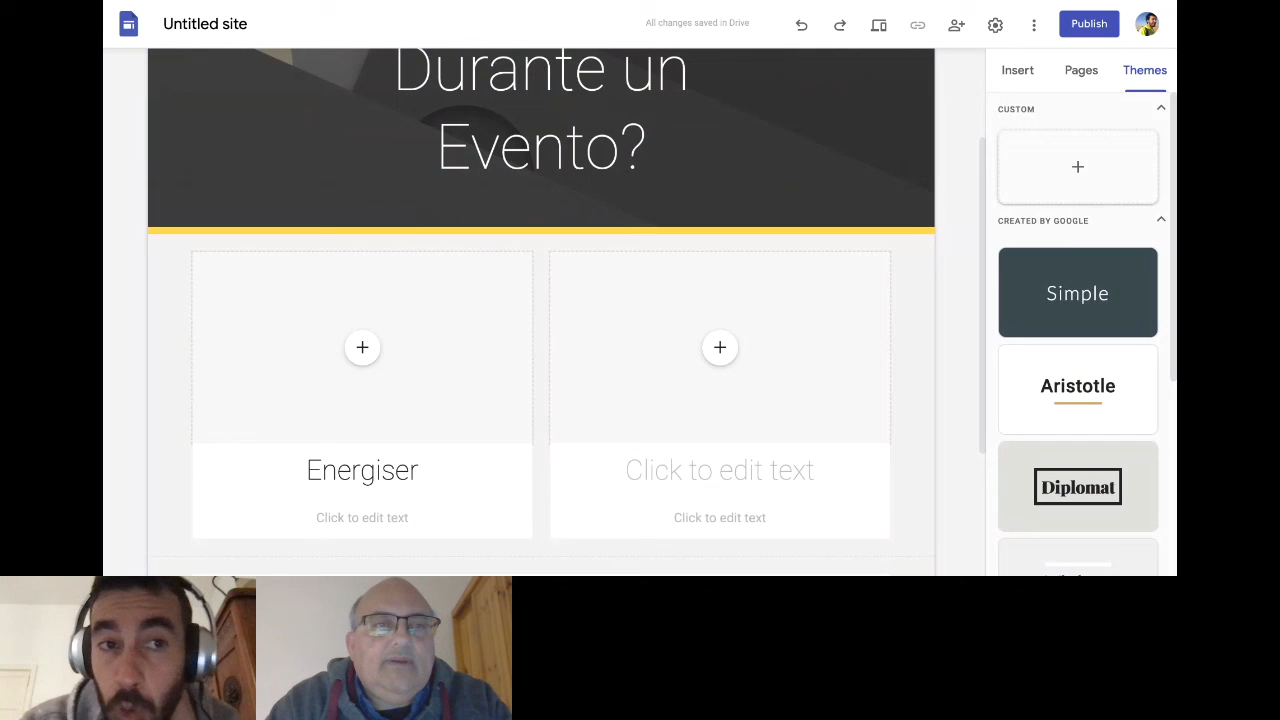 Untitled site
All changes saved in Drive
Publish
Durante un
Evento?
Insert
Pages
Themes
CUSTOM
CREATED BY GOOGLE
Simple
Aristotle
Diplomat
Energiser
Click to edit text
Click to edit text
Click to edit text